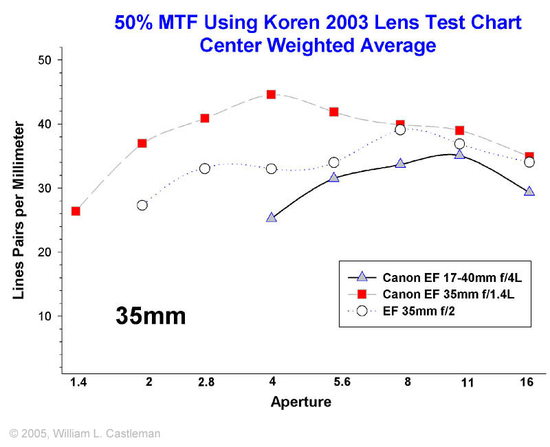 50% MTF Using Koren 2003 Lens Test Chart
Center Weighted Average
50
40
30
20
10
Lines Pairs per Millimeter
Canon EF 17-40mm f/4L
Canon EF 35mm f/1.4L
EF 35mm f/2
35mm
1.4 2 2.8 4 5.6 8 11 16
Aperture
© 2005, William L. Castleman